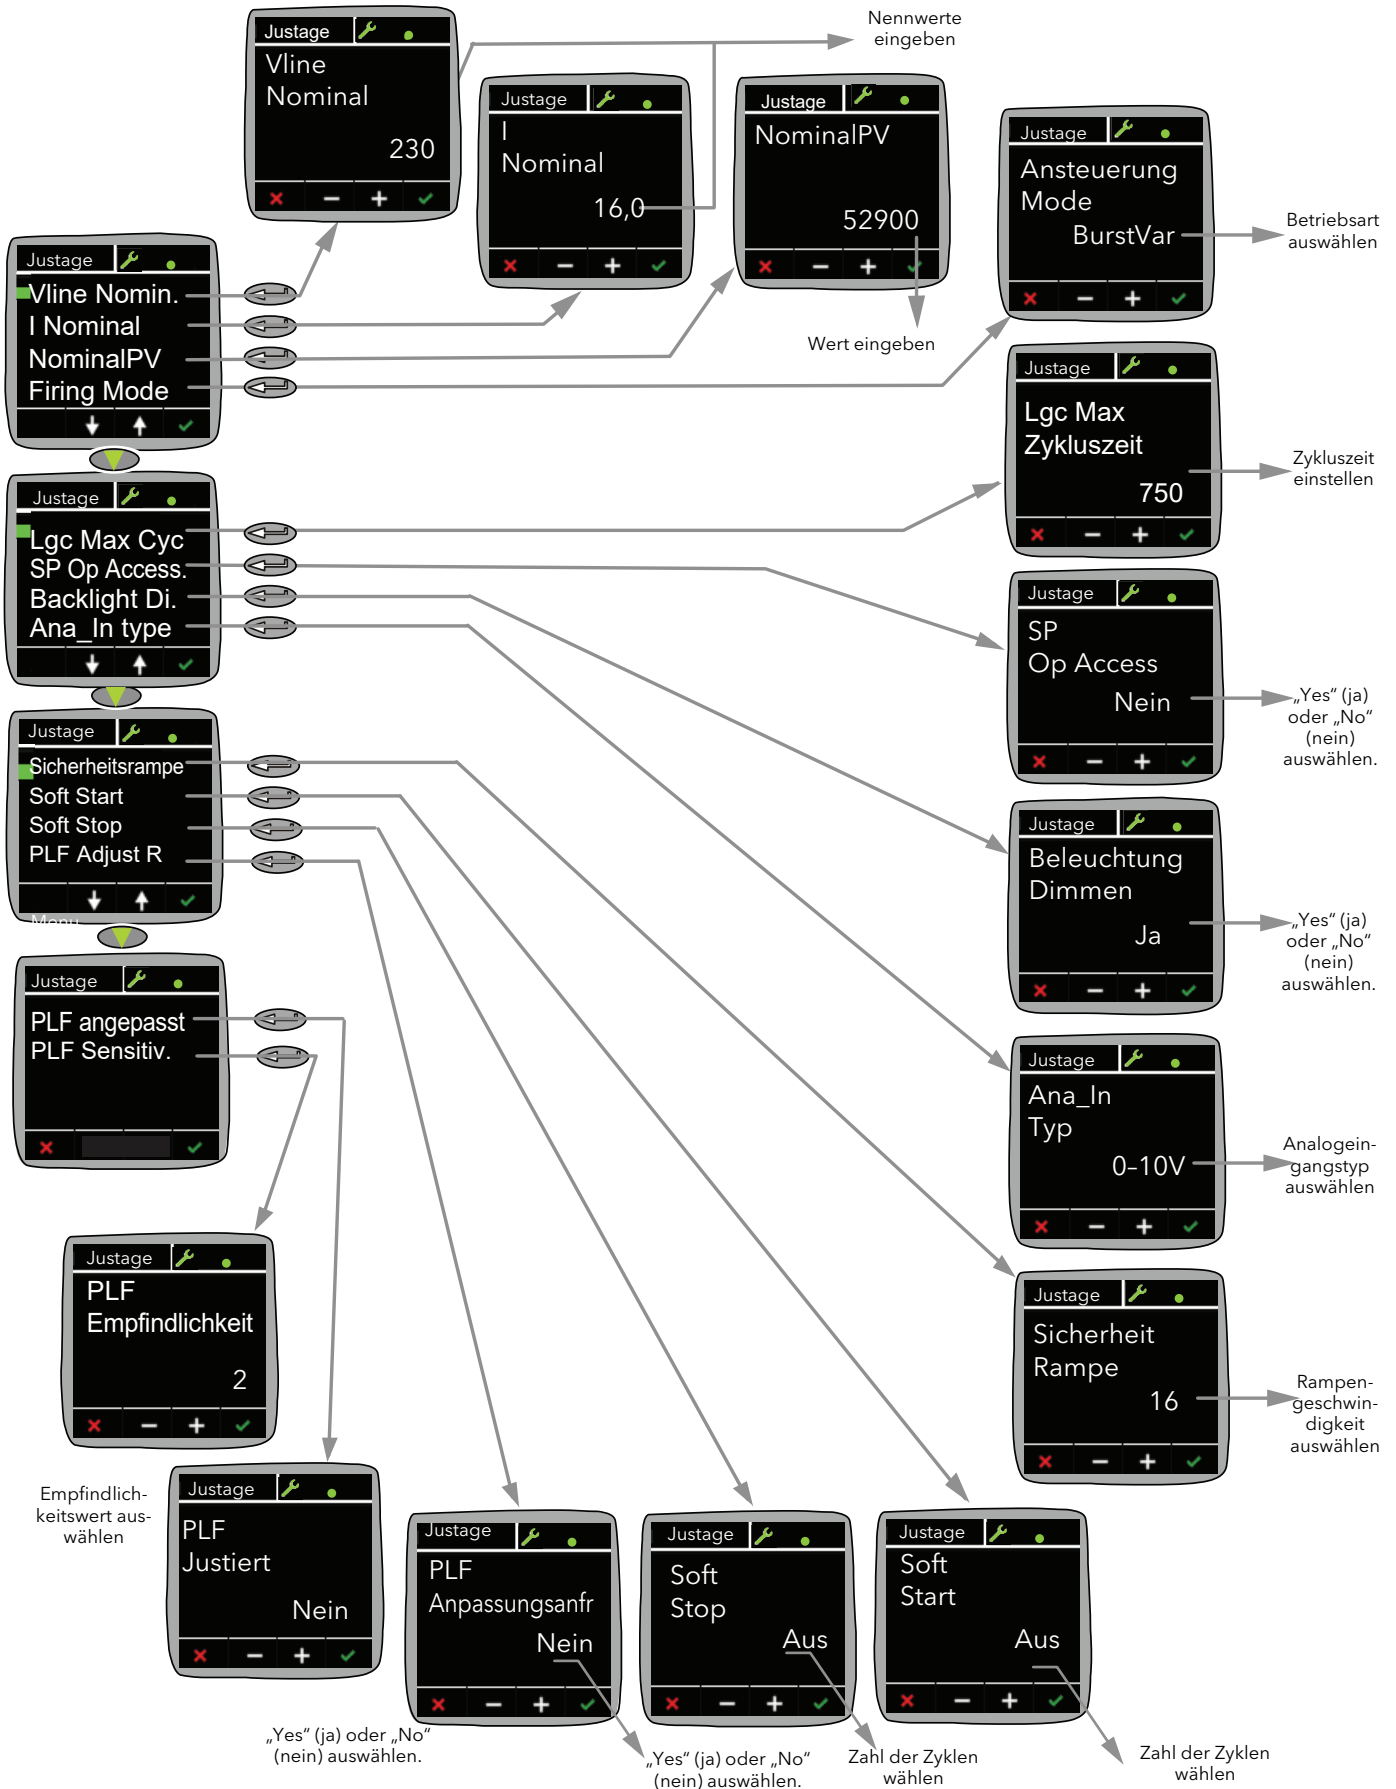 Nennwerte
eingeben
Justage
Vline
Nominal
230
Justage
I
Nominal
16,0
Justage
NominalPV
52900
Wert eingeben
Justage
Ansteuerung
Mode
BurstVar
Betriebsart
auswählen
Justage
Vline Nomin.
I Nominal
NominalPV
Firing Mode
Justage
Lgc Max
Zykluszeit
750
Zykluszeit
einstellen
Justage
Lgc Max Cyc
SP Op Access.
Backlight Di.
Ana_In type
Justage
SP
Op Access
Nein
„Yes“ (ja)
oder „No“
(nein)
auswählen.
Justage
Sicherheitsrampe
Soft Start
Soft Stop
PLF Adjust R
Menu
Justage
Beleuchtung
Dimmen
Ja
„Yes“ (ja)
oder „No“
(nein)
auswählen.
Justage
PLF angepasst
PLF Sensitiv.
Justage
Ana_In
Typ
0–10V
Analogein-
gangstyp
auswählen
Justage
PLF
Empfindlichkeit
2
Justage
Sicherheit
Rampe
16
Rampen-
geschwin-
digkeit
auswählen
Empfindlich-
keitswert aus-
wählen
Justage
PLF
Justiert
Nein
„Yes“ (ja) oder „No“
(nein) auswählen.
Justage
PLF
Anpassungsanfr
Nein
„Yes“ (ja) oder „No“
(nein) auswählen.
Justage
Soft
Stop
Aus
Zahl der Zyklen
wählen
Justage
Soft
Start
Aus
Zahl der Zyklen
wählen